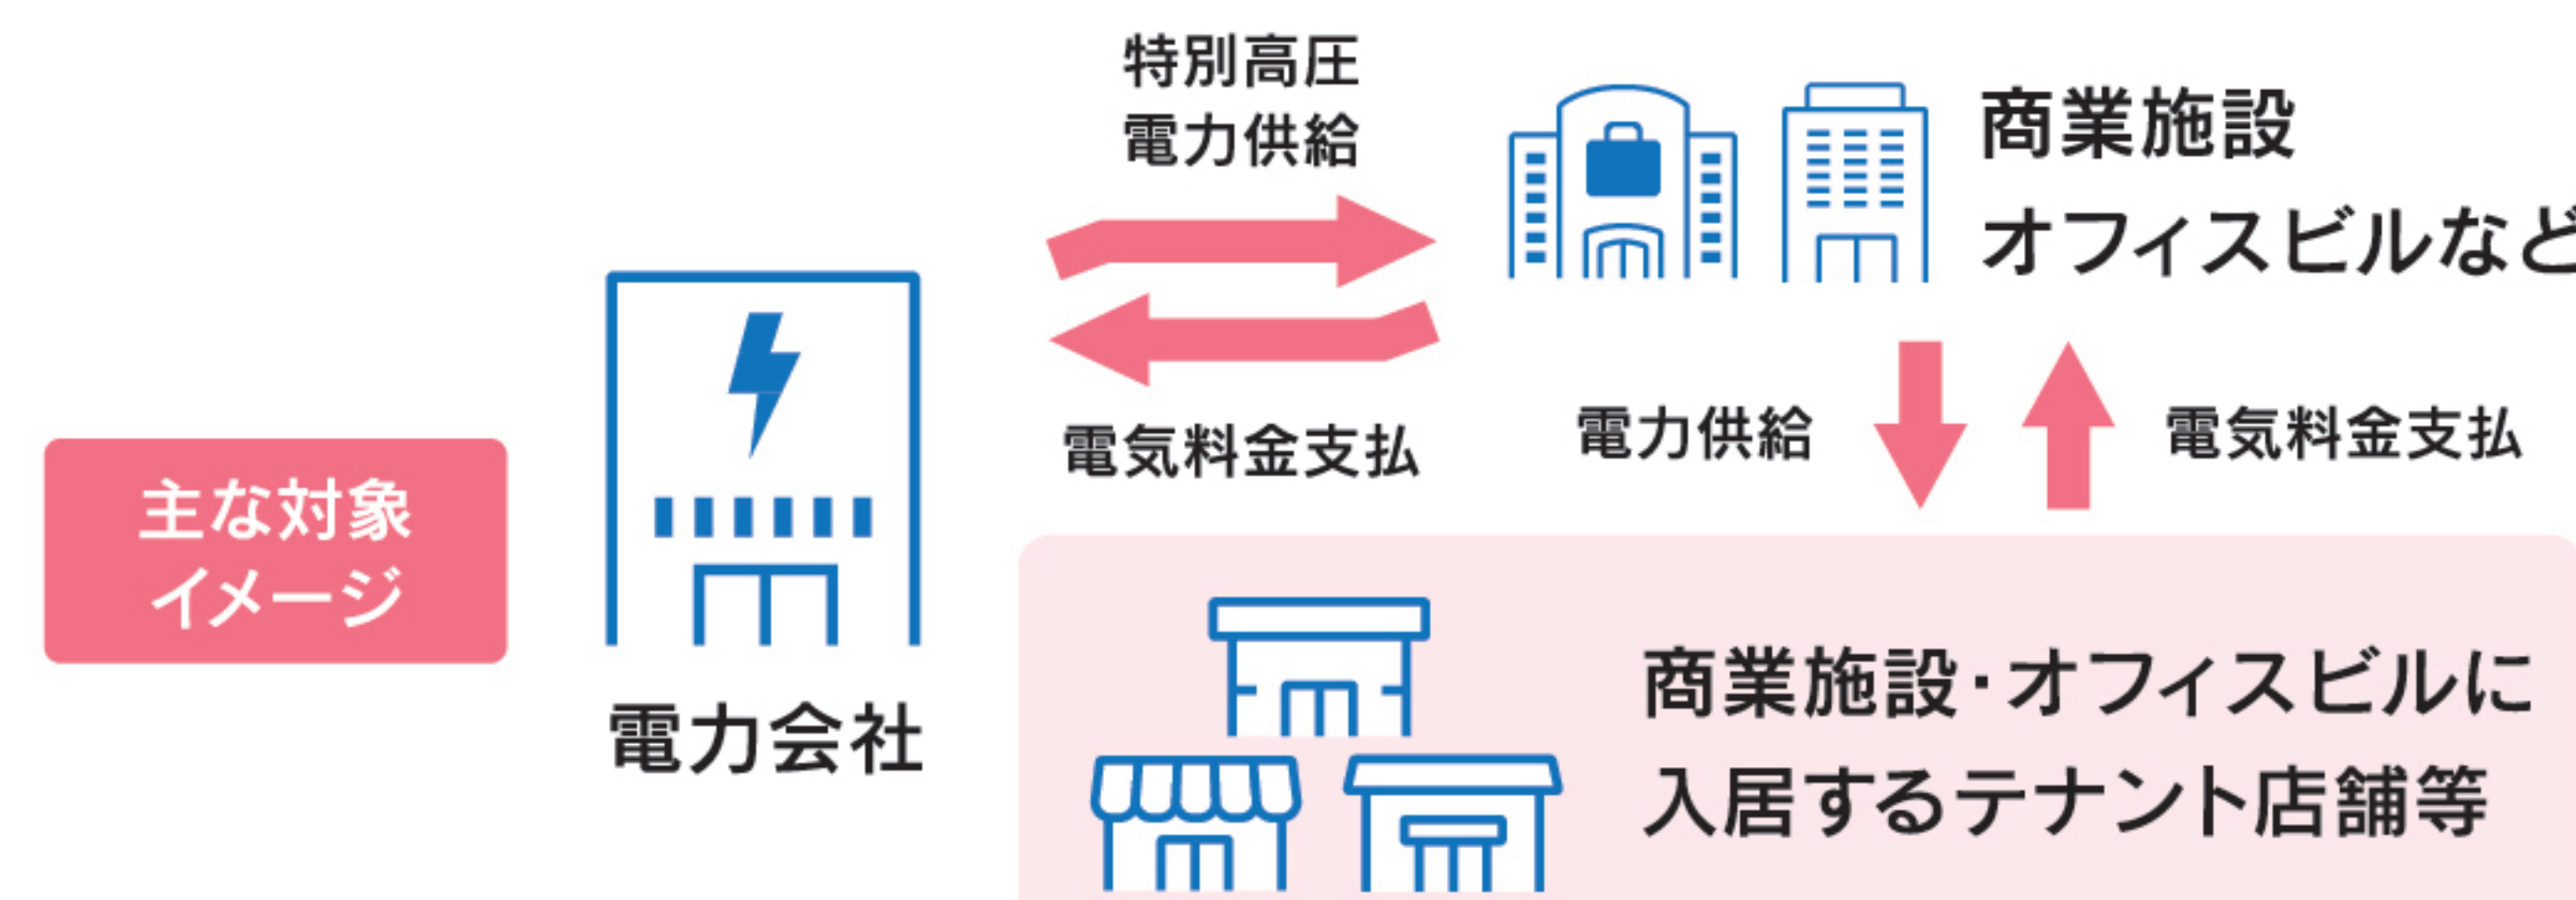 特別高圧
電力供給
商業施設
オフィスビルなど
電気料金支払
電力供給
電気料金支払
主な対象
イメージ
電力会社
商業施設･オフィスビルに
入居するテナント店舗等